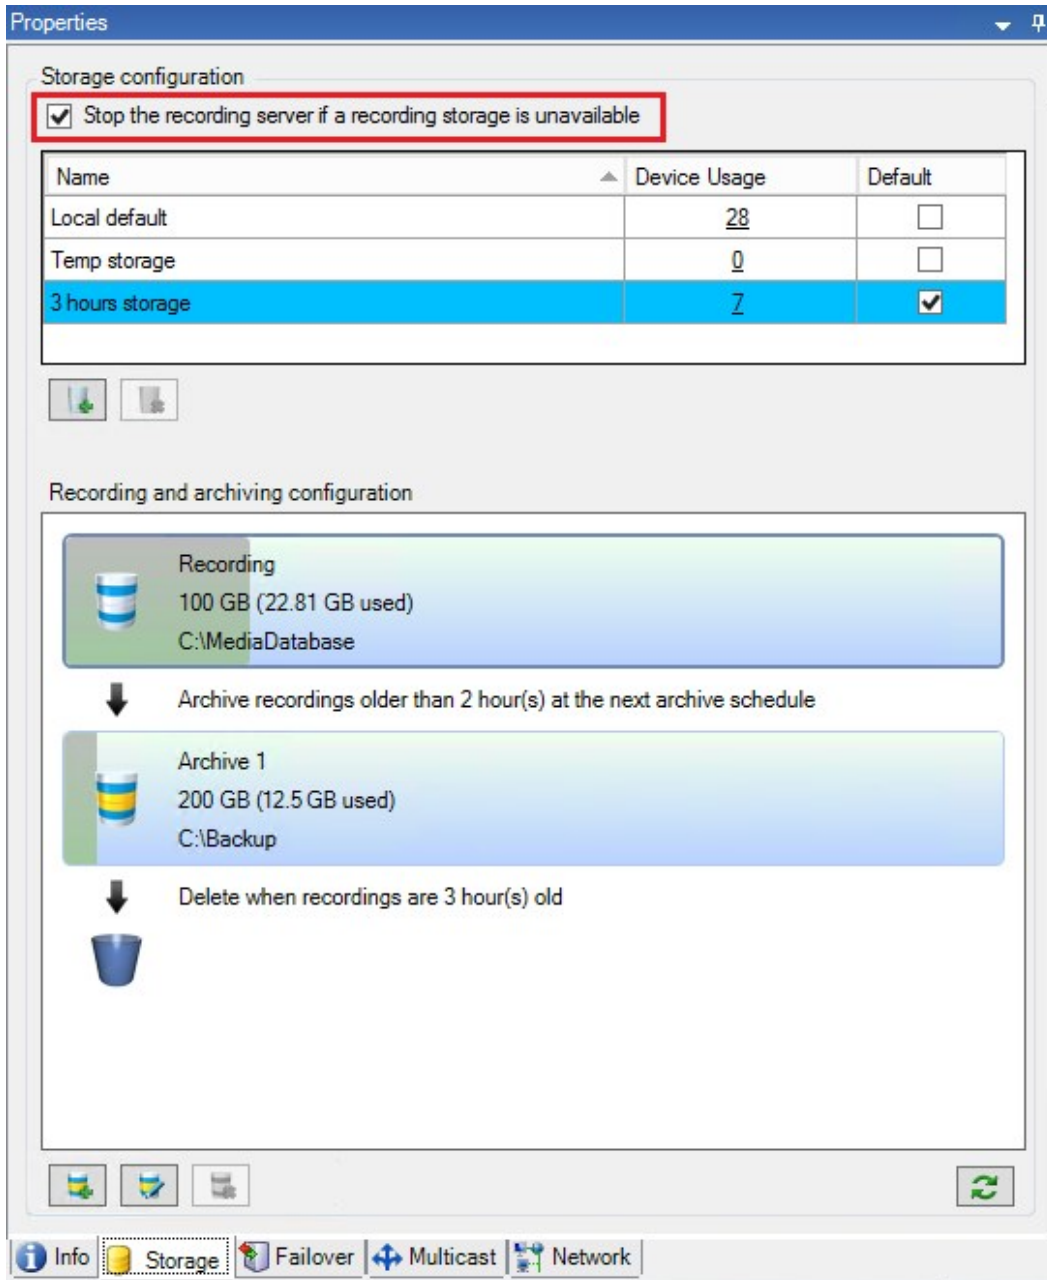 Properties
Storage configuration
Stop the recording server if a recording storage is unavailable
Name Device Usage Default
Local default 28
Temp storage 0
3 hours storage 7
Recording and archiving configuration
Recording
100 GB (22.81 GB used)
C:\MediaDatabase
Archive recordings older than 2 hour(s) at the next archive schedule
Archive 1
200 GB (12.5 GB used)
C:\Backup
Delete when recordings are 3 hour(s) old
Info Storage Failover Multicast Network